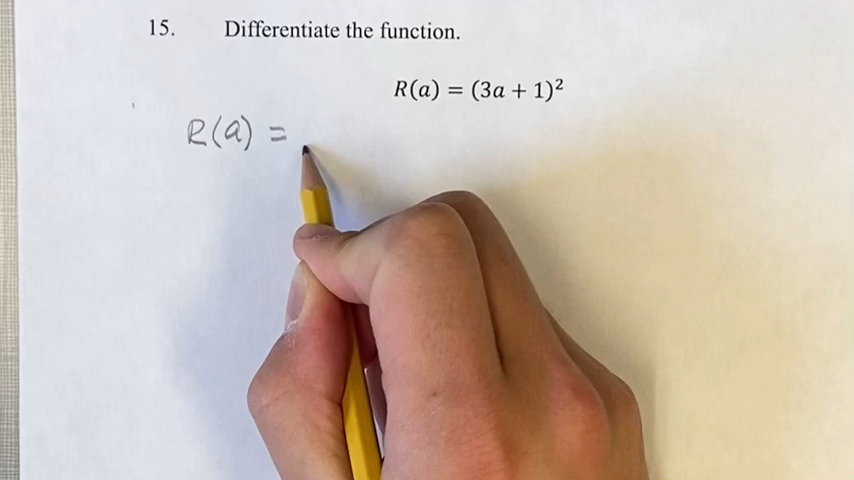 15. Differentiate the function.
R(a) = (3a + 1)²
R(a) =